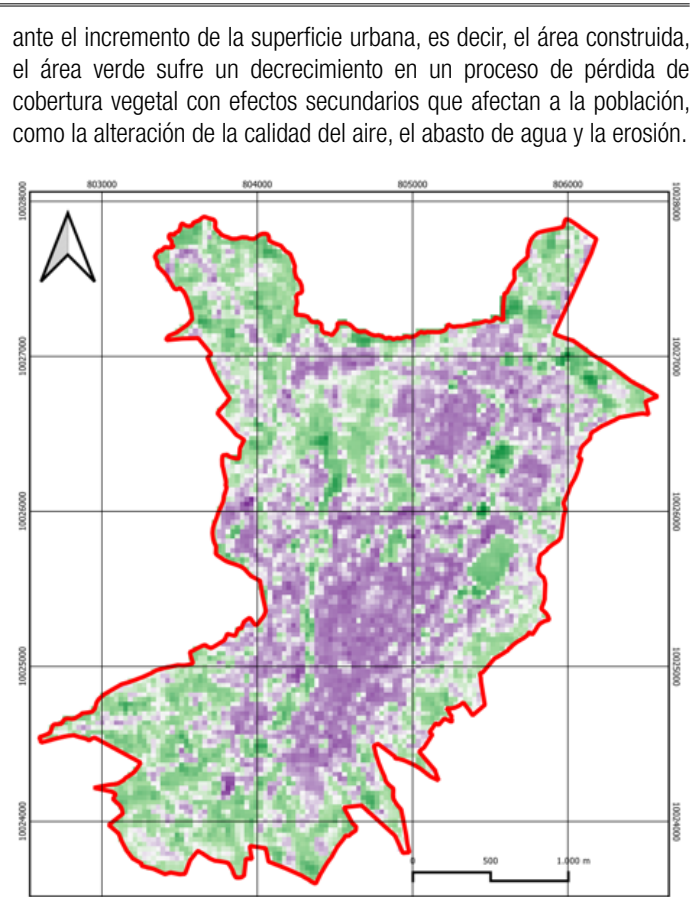 ante el incremento de la superficie urbana, es decir, el área construida,
el área verde sufre un decrecimiento en un proceso de pérdida de
cobertura vegetal con efectos secundarios que afectan a la población,
como la alteración de la calidad del aire, el abasto de agua y la erosión.
803000 804000 805000 806000
10028000 10028000
10027000 10027000
10026000 10026000
10025000 10025000
10024000 10024000
0 500 1.000 m